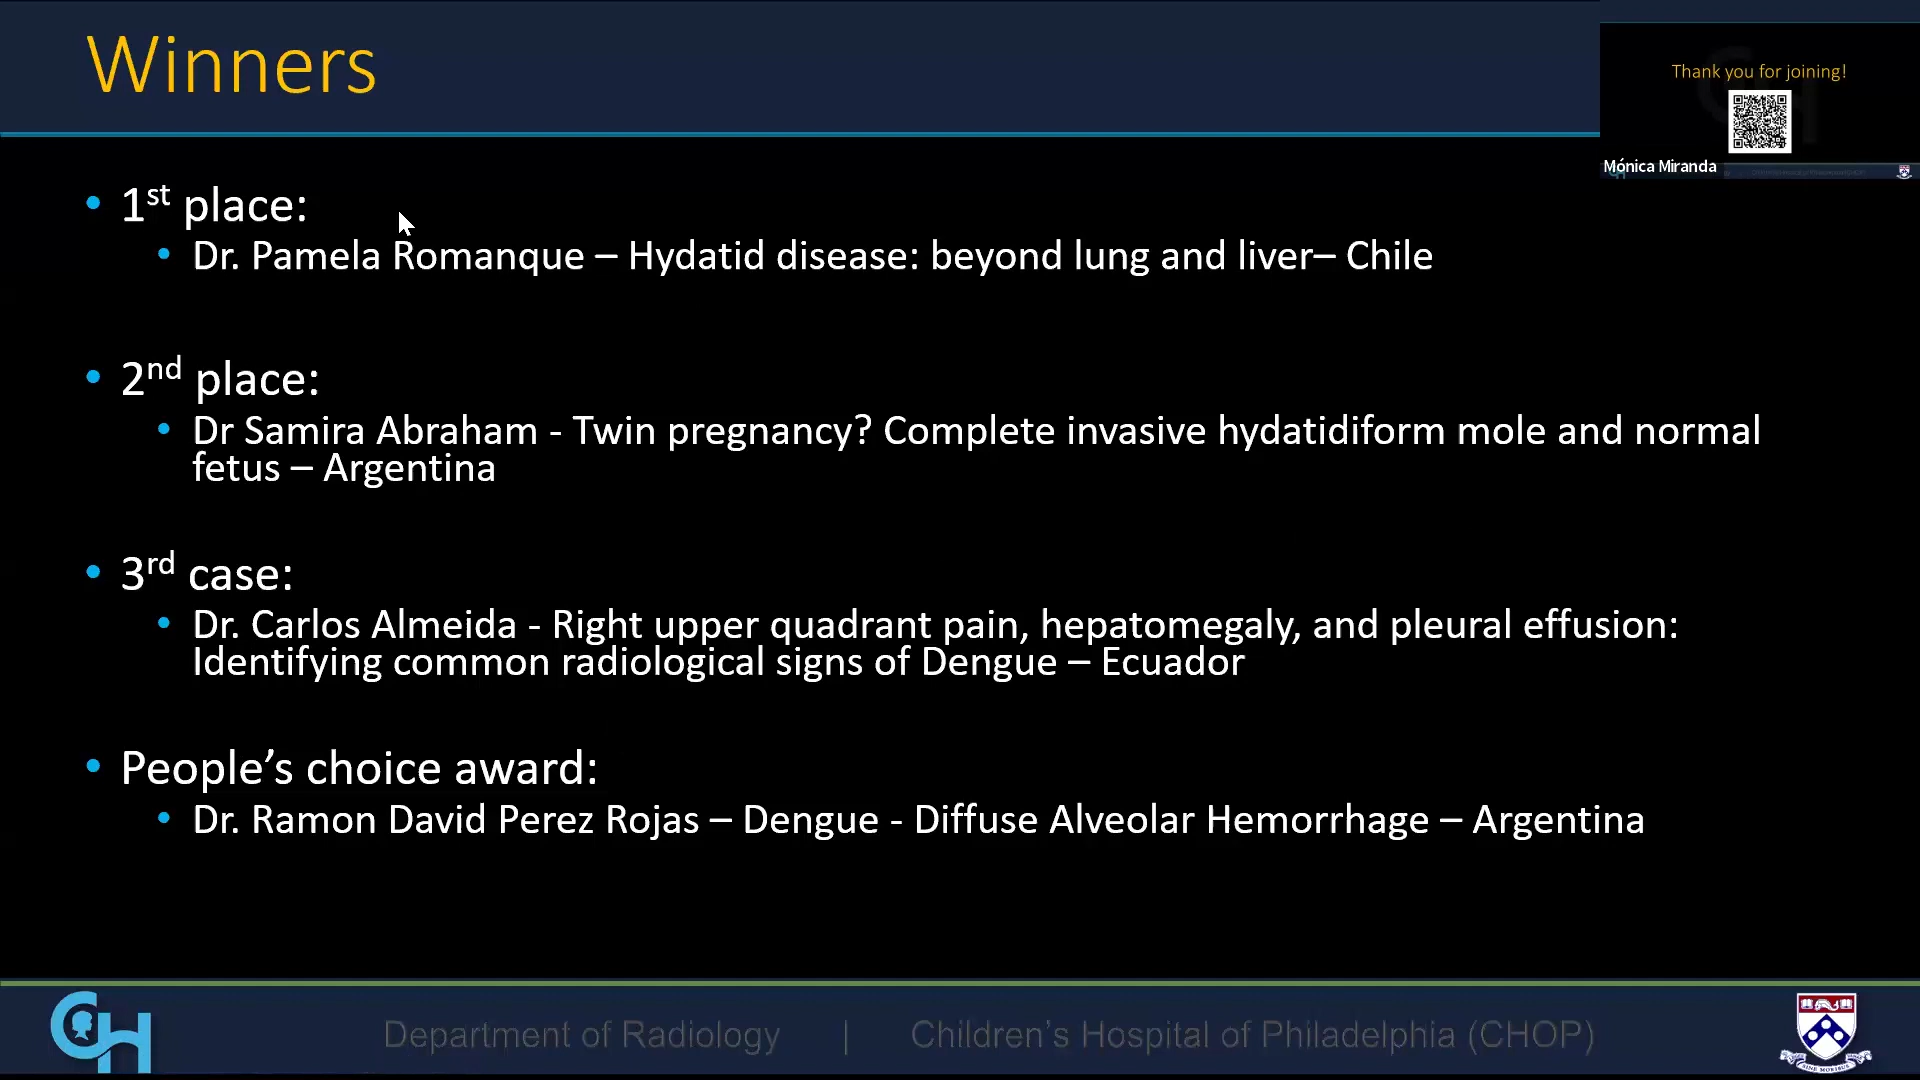 Winners
Thank you for joining!
Mónica Miranda
• 1st place:
• Dr. Pamela Romanque – Hydatid disease: beyond lung and liver– Chile
• 2nd place:
• Dr Samira Abraham - Twin pregnancy? Complete invasive hydatidiform mole and normal
fetus – Argentina
• 3rd case:
• Dr. Carlos Almeida - Right upper quadrant pain, hepatomegaly, and pleural effusion:
Identifying common radiological signs of Dengue – Ecuador
• People’s choice award:
• Dr. Ramon David Perez Rojas – Dengue - Diffuse Alveolar Hemorrhage – Argentina
CH
Department of Radiology | Children’s Hospital of Philadelphia (CHOP)